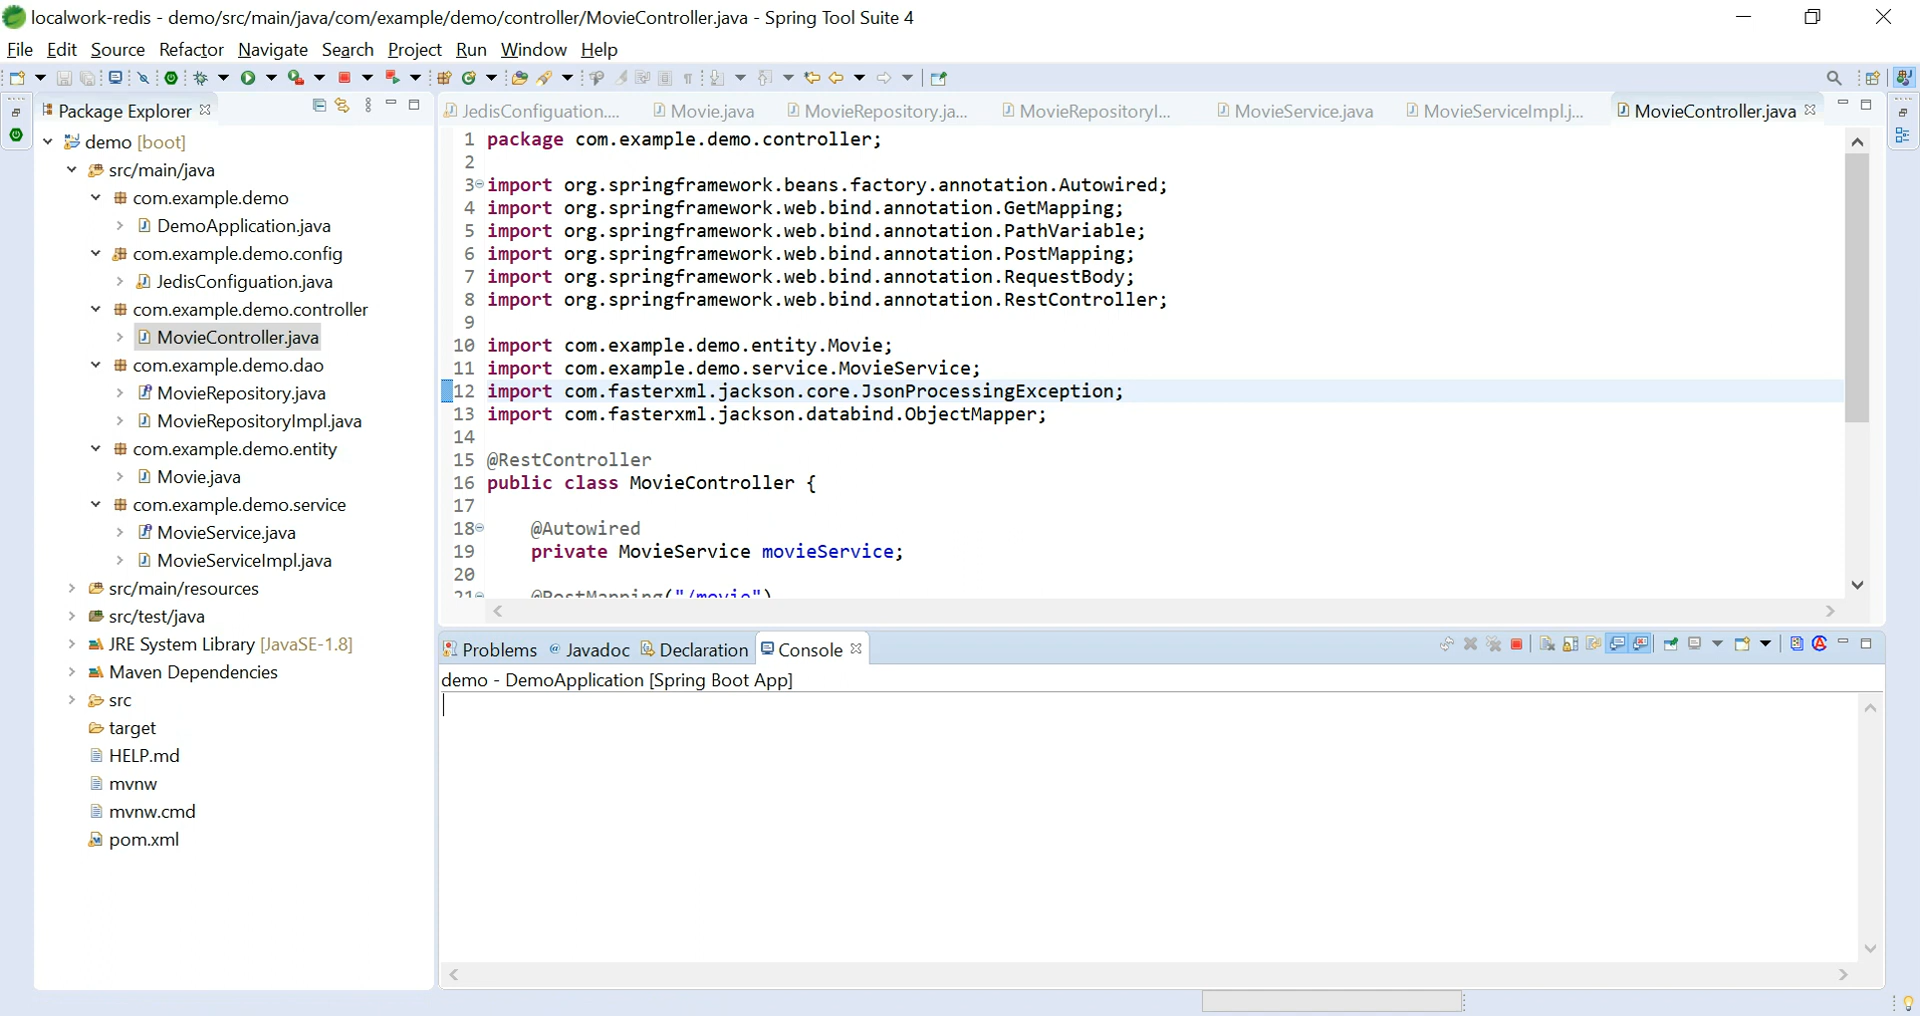 localwork-redis - demo/src/main/java/com/example/demo/controller/MovieController.java - Spring Tool Suite 4
File Edit Source Refactor Navigate Search Project Run Window Help
Package Explorer
JedisConfiguation....
Movie.java
MovieRepository.ja...
MovieRepositoryI...
MovieService.java
MovieServiceImpl.j...
MovieController.java
demo [boot]
src/main/java
com.example.demo
DemoApplication.java
com.example.demo.config
JedisConfiguation.java
com.example.demo.controller
MovieController.java
com.example.demo.dao
MovieRepository.java
MovieRepositoryImpl.java
com.example.demo.entity
Movie.java
com.example.demo.service
MovieService.java
MovieServiceImpl.java
src/main/resources
src/test/java
JRE System Library [JavaSE-1.8]
Maven Dependencies
src
target
HELP.md
mvnw
mvnw.cmd
pom.xml
1 package com.example.demo.controller;
2
3 import org.springframework.beans.factory.annotation.Autowired;
4 import org.springframework.web.bind.annotation.GetMapping;
5 import org.springframework.web.bind.annotation.PathVariable;
6 import org.springframework.web.bind.annotation.PostMapping;
7 import org.springframework.web.bind.annotation.RequestBody;
8 import org.springframework.web.bind.annotation.RestController;
9
10 import com.example.demo.entity.Movie;
11 import com.example.demo.service.MovieService;
12 import com.fasterxml.jackson.core.JsonProcessingException;
13 import com.fasterxml.jackson.databind.ObjectMapper;
14
15 @RestController
16 public class MovieController {
17
18 @Autowired
19 private MovieService movieService;
20
21 @PostMapping("/movie")
Problems @ Javadoc Declaration Console
demo - DemoApplication [Spring Boot App]